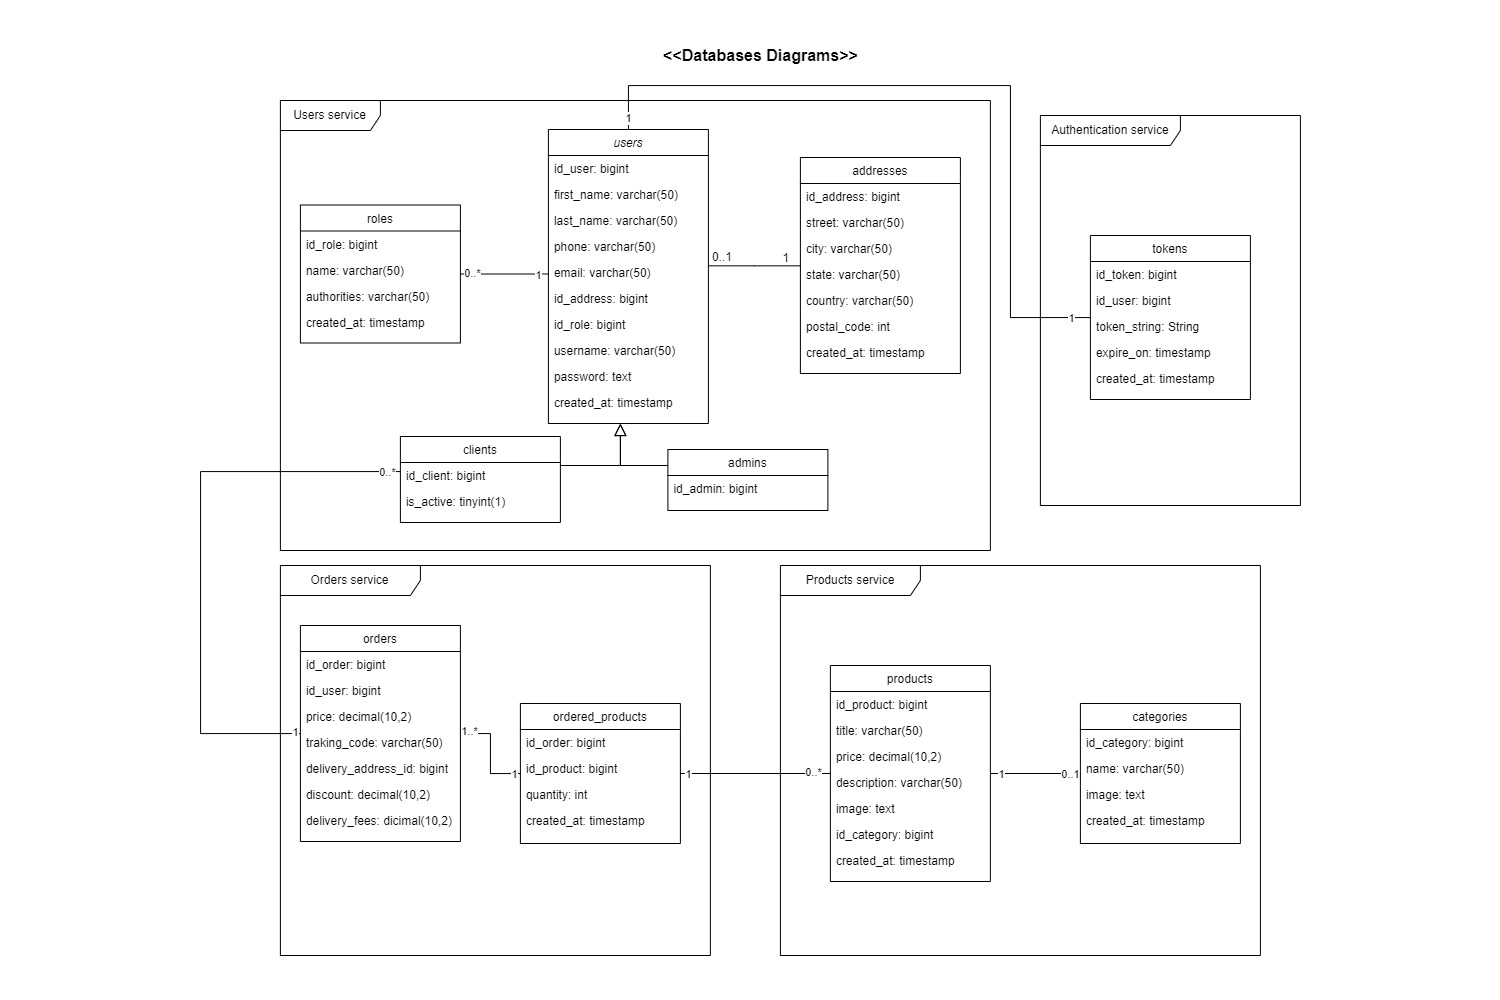 <<Databases Diagrams>>
Users service
1
users
id_user: bigint
first_name: varchar(50)
last_name: varchar(50)
phone: varchar(50)
email: varchar(50)
id_address: bigint
id_role: bigint
username: varchar(50)
password: text
created_at: timestamp
roles
id_role: bigint
name: varchar(50)
authorities: varchar(50)
created_at: timestamp
0..*
1
0..1
1
addresses
id_address: bigint
street: varchar(50)
city: varchar(50)
state: varchar(50)
country: varchar(50)
postal_code: int
created_at: timestamp
clients
id_client: bigint
is_active: tinyint(1)
0..*
admins
id_admin: bigint
Authentication service
tokens
id_token: bigint
id_user: bigint
token_string: String
expire_on: timestamp
created_at: timestamp
1
Orders service
orders
id_order: bigint
id_user: bigint
price: decimal(10,2)
traking_code: varchar(50)
delivery_address_id: bigint
discount: decimal(10,2)
delivery_fees: dicimal(10,2)
1
1..*
1
ordered_products
id_order: bigint
id_product: bigint
quantity: int
created_at: timestamp
1
0..*
Products service
products
id_product: bigint
title: varchar(50)
price: decimal(10,2)
description: varchar(50)
image: text
id_category: bigint
created_at: timestamp
1
0..1
categories
id_category: bigint
name: varchar(50)
image: text
created_at: timestamp